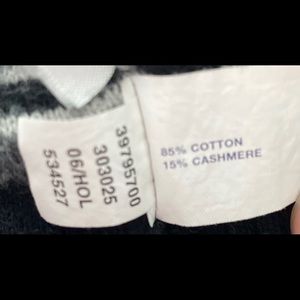 39795700
303025
06/HOL
534527
85% COTTON
15% CASHMERE